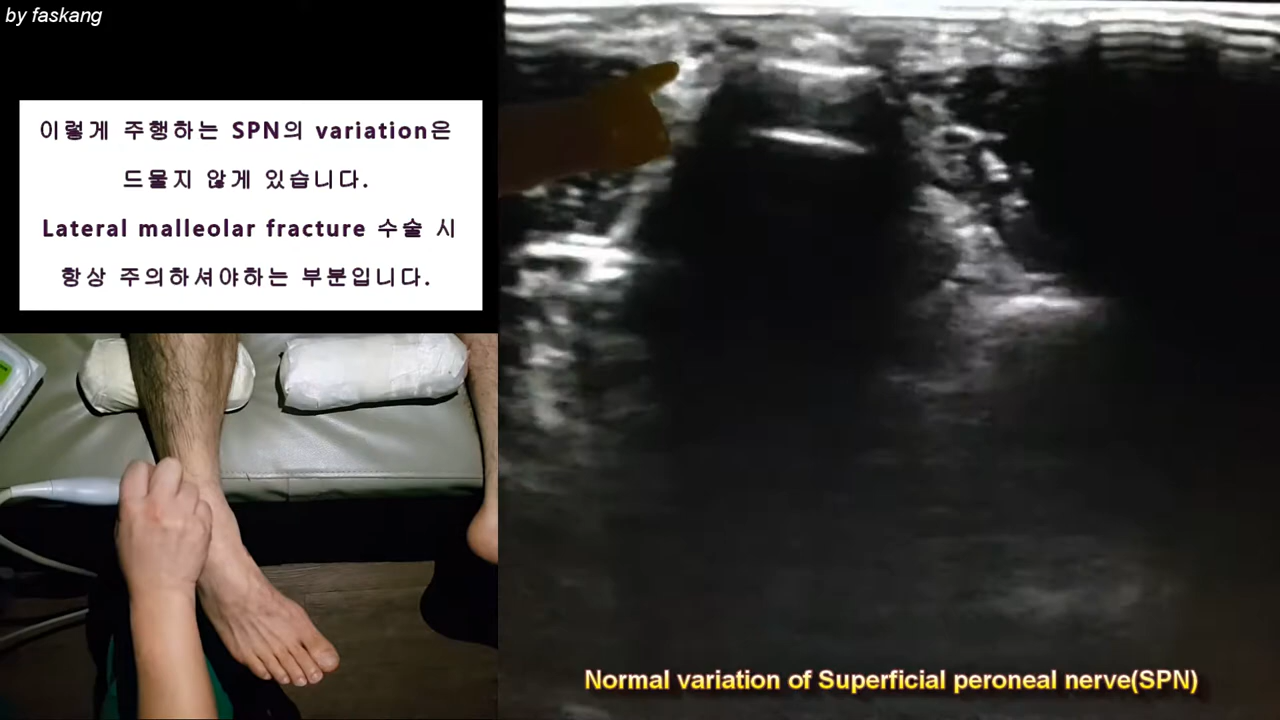 by faskang
이렇게 주행하는 SPN의 variation은
드물지 않게 있습니다.
Lateral malleolar fracture 수술 시
항상 주의하셔야하는 부분입니다.
Normal variation of Superficial peroneal nerve(SPN)